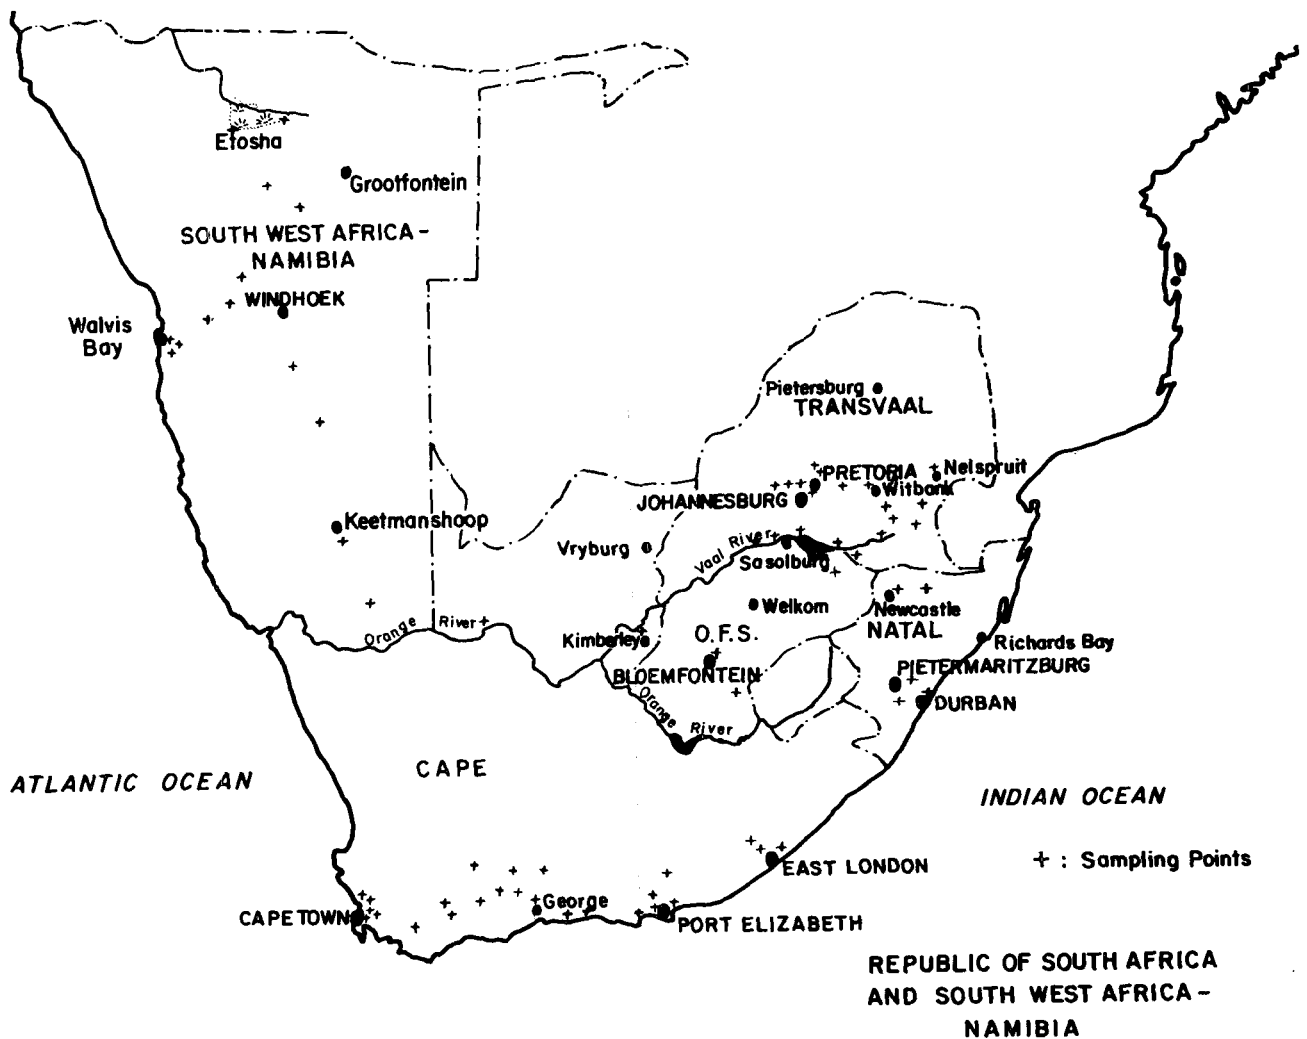 Etosha
Grootfontein
SOUTH WEST AFRICA -
NAMIBIA
WINDHOEK
Walvis
Bay
Pietersburg
TRANSVAAL
PRETORIA
Nelspruit
Witbank
JOHANNESBURG
Keetmanshoop
Vryburg
Vaal River
Sasolburg
Welkom
Newcastle
NATAL
Orange River
Kimberley
O.F.S.
Richards Bay
PIETERMARITZBURG
BLOEMFONTEIN
DURBAN
Orange River
CAPE
ATLANTIC OCEAN
INDIAN OCEAN
+ : Sampling Points
EAST LONDON
George
CAPE TOWN
PORT ELIZABETH
REPUBLIC OF SOUTH AFRICA
AND SOUTH WEST AFRICA -
NAMIBIA